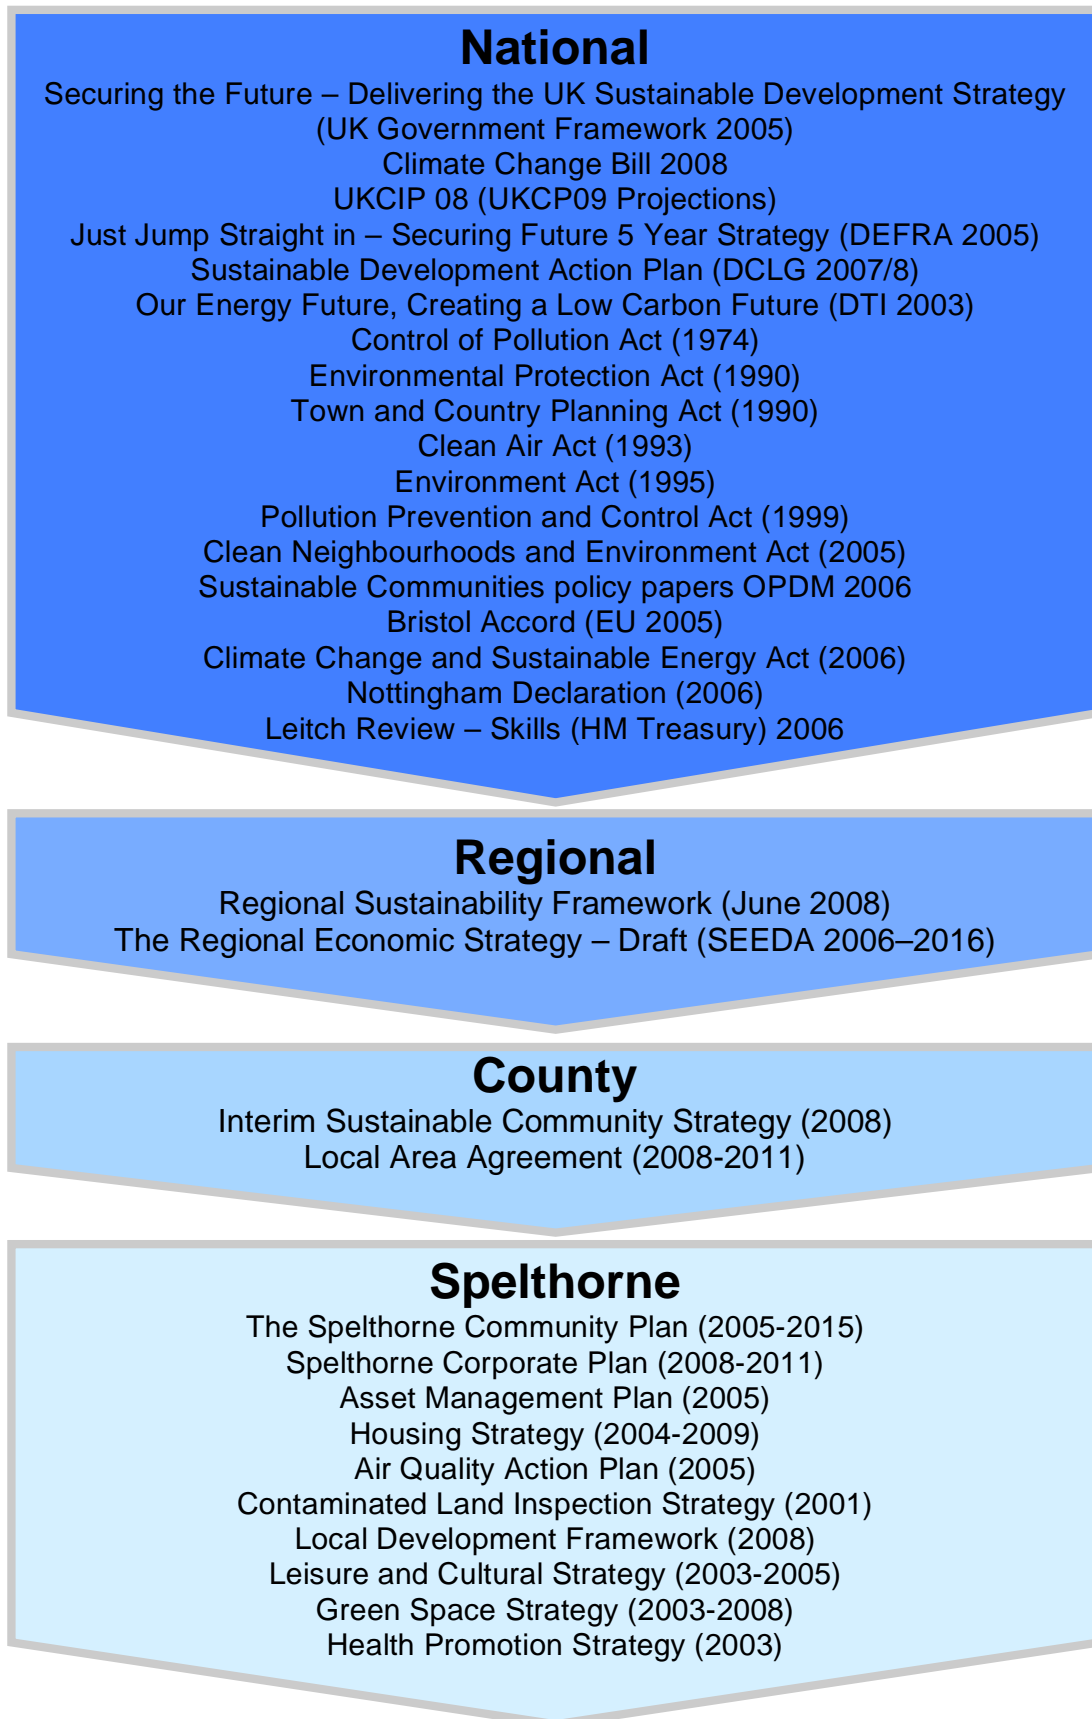 National
Securing the Future – Delivering the UK Sustainable Development Strategy
(UK Government Framework 2005)
Climate Change Bill 2008
UKCIP 08 (UKCP09 Projections)
Just Jump Straight in – Securing Future 5 Year Strategy (DEFRA 2005)
Sustainable Development Action Plan (DCLG 2007/8)
Our Energy Future, Creating a Low Carbon Future (DTI 2003)
Control of Pollution Act (1974)
Environmental Protection Act (1990)
Town and Country Planning Act (1990)
Clean Air Act (1993)
Environment Act (1995)
Pollution Prevention and Control Act (1999)
Clean Neighbourhoods and Environment Act (2005)
Sustainable Communities policy papers OPDM 2006
Bristol Accord (EU 2005)
Climate Change and Sustainable Energy Act (2006)
Nottingham Declaration (2006)
Leitch Review – Skills (HM Treasury) 2006
Regional
Regional Sustainability Framework (June 2008)
The Regional Economic Strategy – Draft (SEEDA 2006–2016)
County
Interim Sustainable Community Strategy (2008)
Local Area Agreement (2008-2011)
Spelthorne
The Spelthorne Community Plan (2005-2015)
Spelthorne Corporate Plan (2008-2011)
Asset Management Plan (2005)
Housing Strategy (2004-2009)
Air Quality Action Plan (2005)
Contaminated Land Inspection Strategy (2001)
Local Development Framework (2008)
Leisure and Cultural Strategy (2003-2005)
Green Space Strategy (2003-2008)
Health Promotion Strategy (2003)